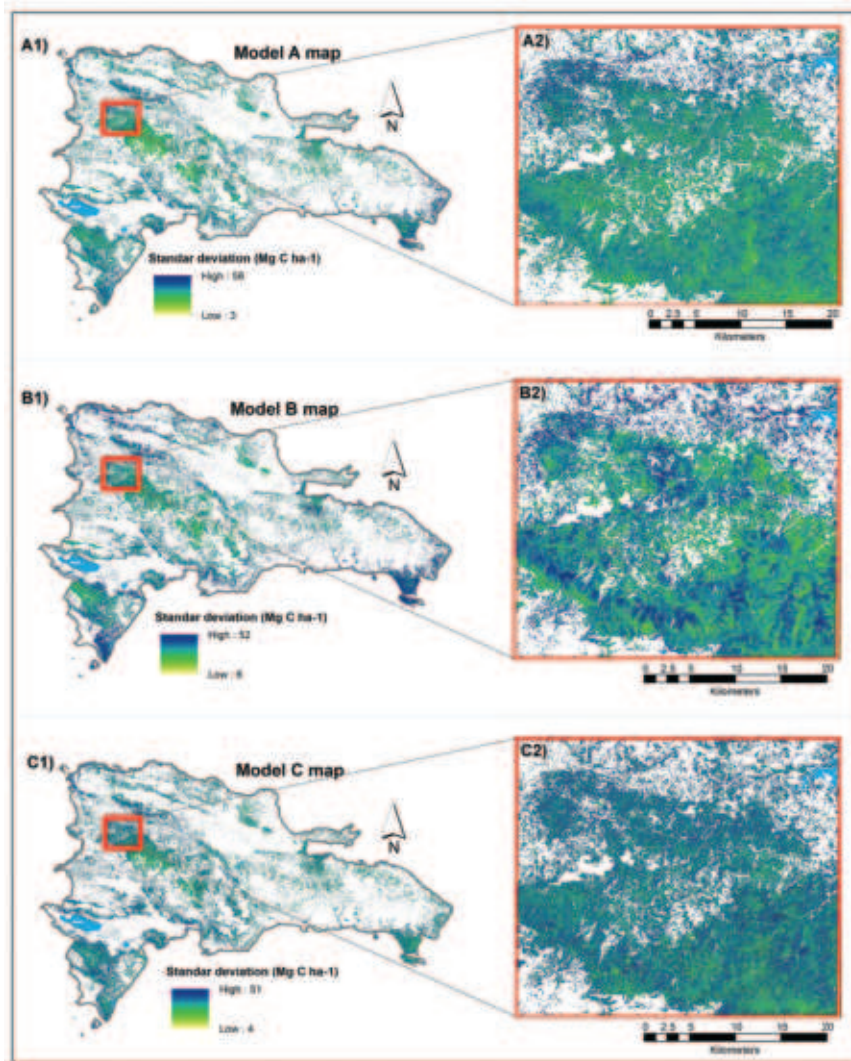 A1)
Model A map
A2)
N
Standar deviation (Mg C ha-1)
High : 58
Low : 3
0 2.5 5 10 15 20
Kilometers
B1)
Model B map
B2)
N
Standar deviation (Mg C ha-1)
High : 52
Low : 6
0 2.5 5 10 15 20
Kilometers
C1)
Model C map
C2)
N
Standar deviation (Mg C ha-1)
High : 51
Low : 4
0 2.5 5 10 15 20
Kilometers